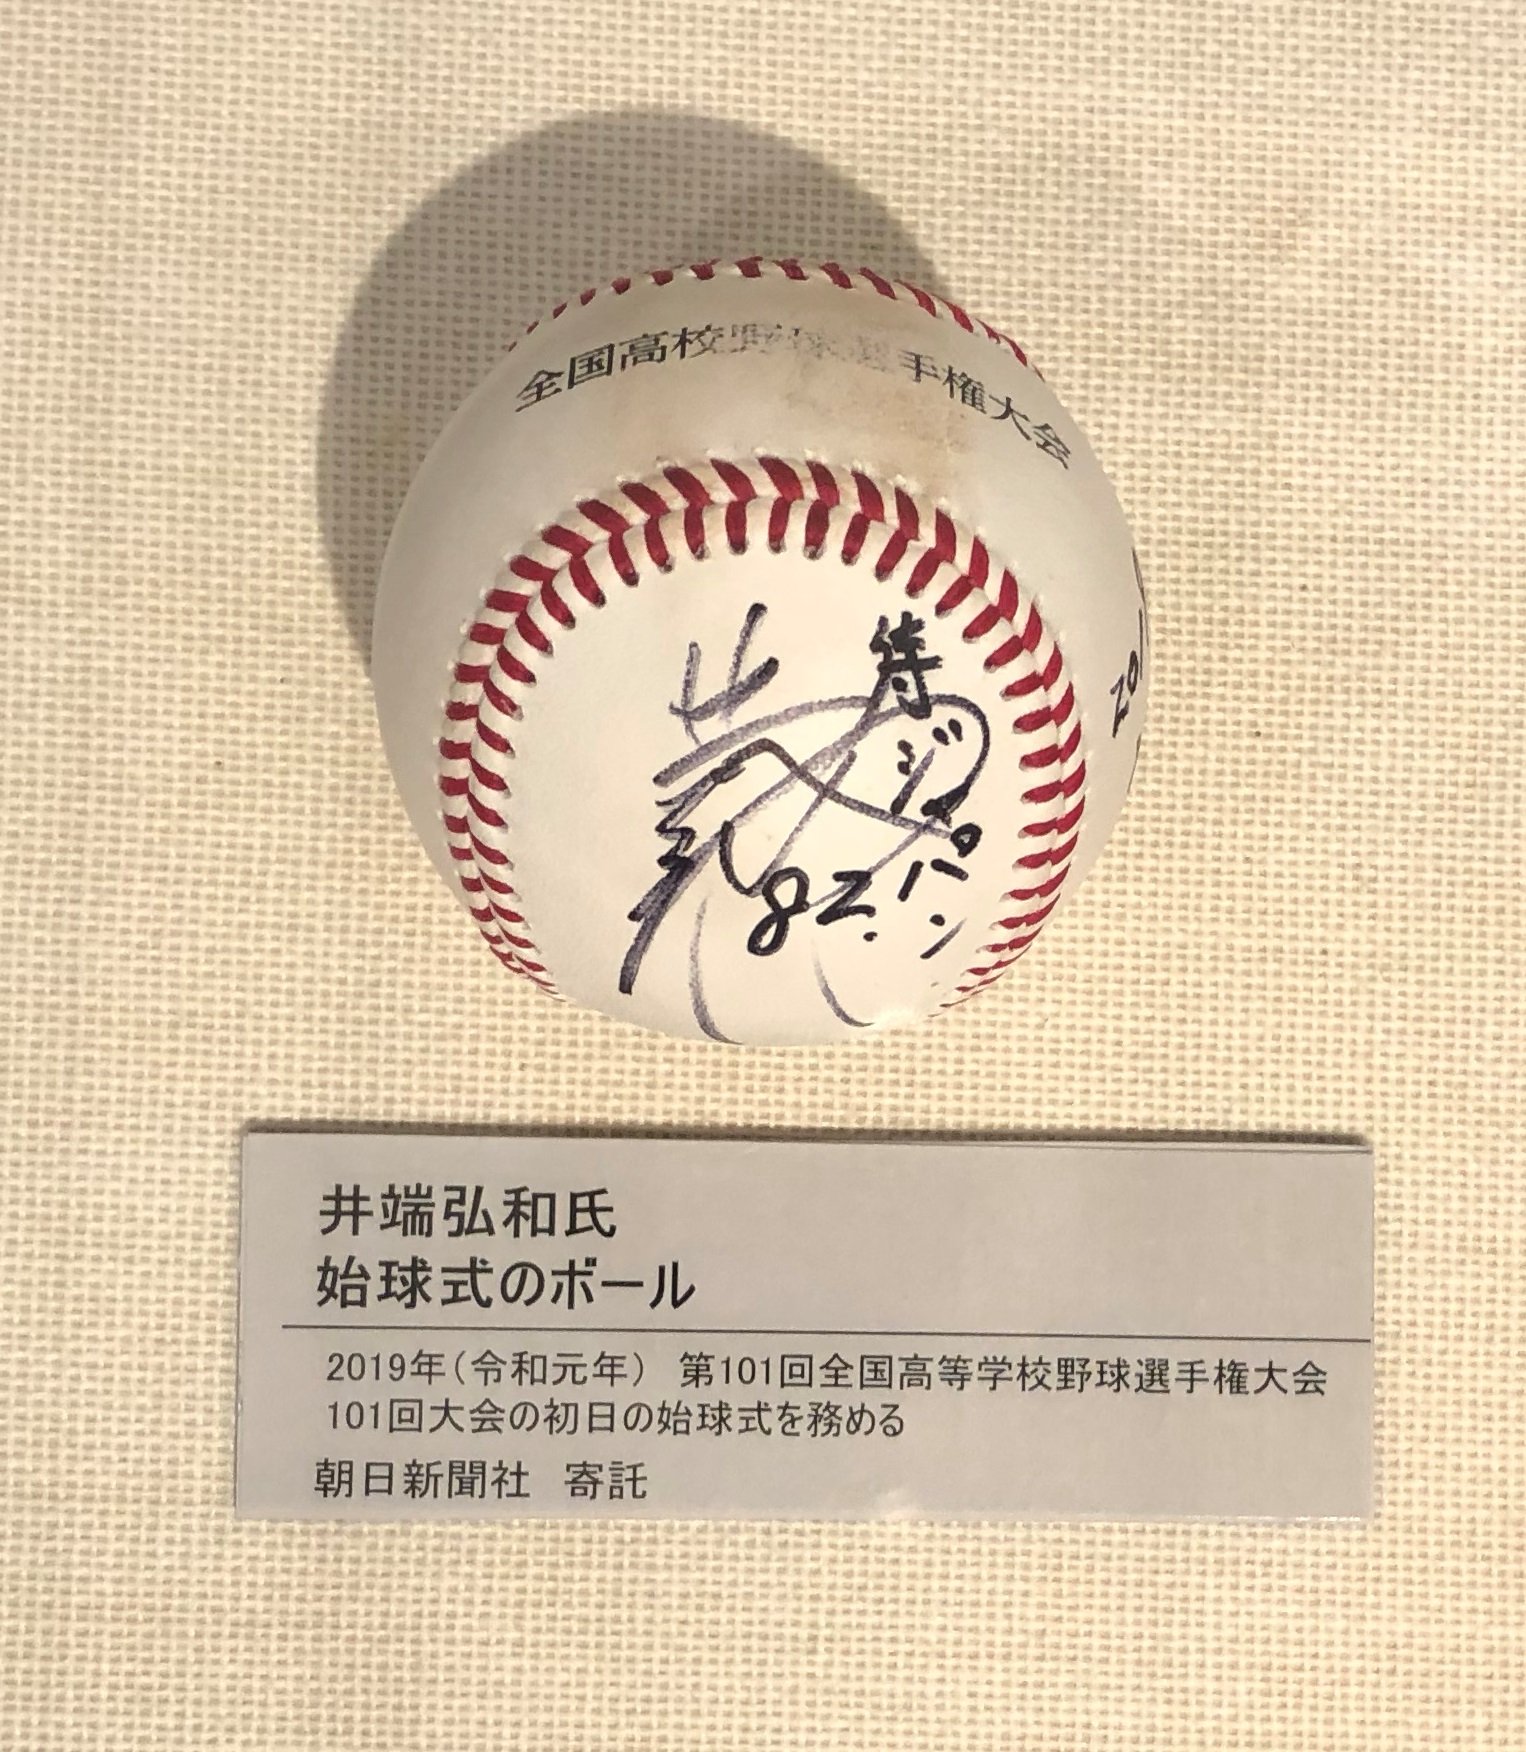 全国高校野球選手権大会
侍ジャパン
82.
201
井端弘和氏
始球式のボール
2019年（令和元年） 第101回全国高等学校野球選手権大会
101回大会の初日の始球式を務める
朝日新聞社 寄託